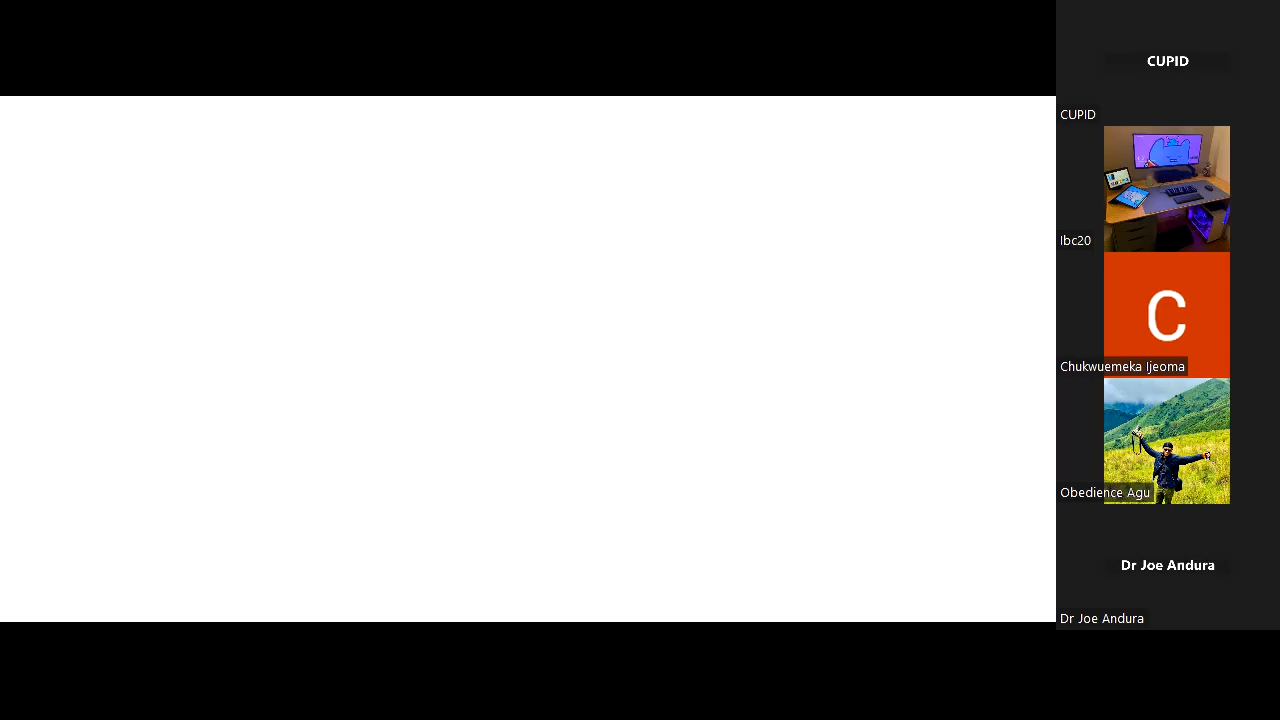 CUPID
CUPID
Ibc20
C
Chukwuemeka Ijeoma
Obedience Agu
Dr Joe Andura
Dr Joe Andura